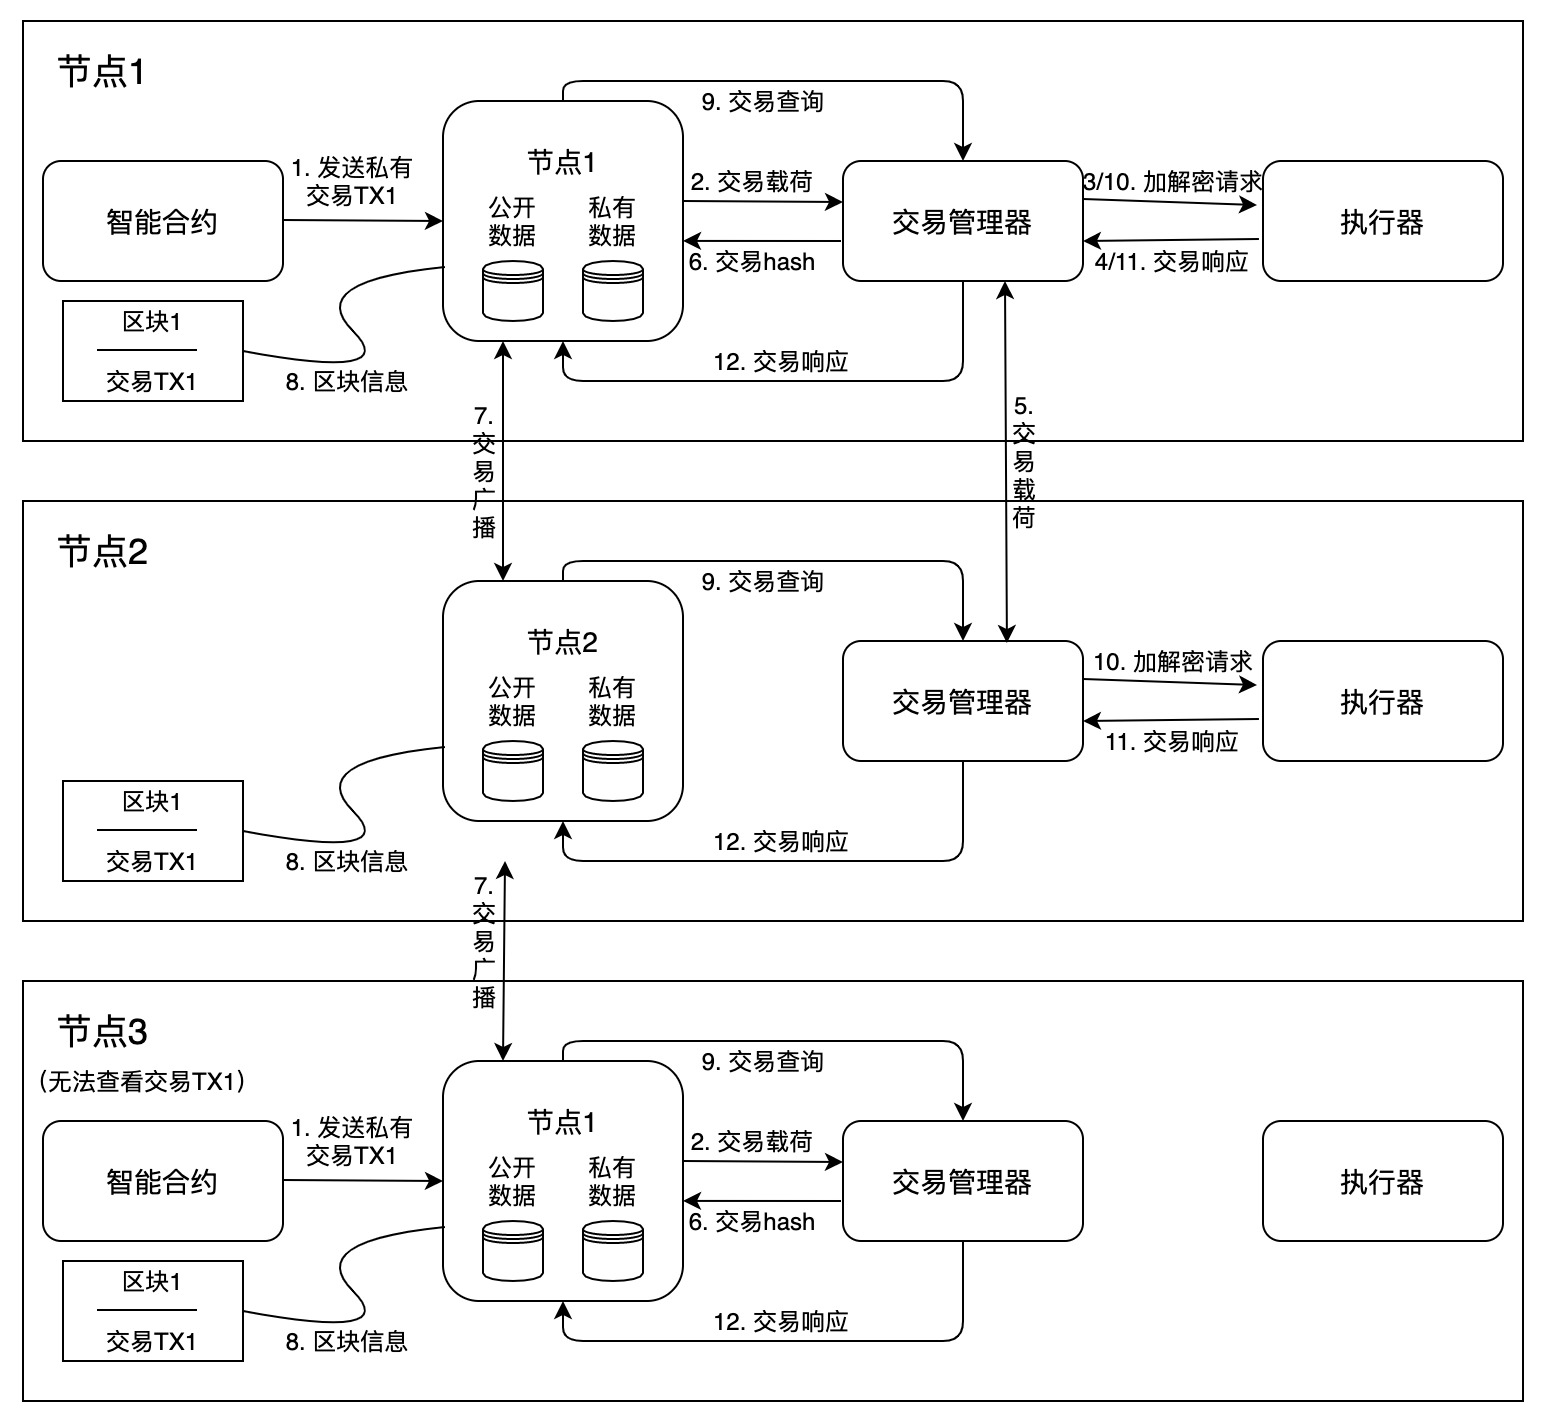 节点1
9. 交易查询
1. 发送私有
交易TX1
节点1
2. 交易载荷
3/10. 加解密请求
智能合约
公开
数据
私有
数据
交易管理器
执行器
6. 交易hash
4/11. 交易响应
区块1
交易TX1
8. 区块信息
12. 交易响应
7.
交
易
广
播
5.
交
易
载
荷
节点2
9. 交易查询
节点2
10. 加解密请求
公开
数据
私有
数据
交易管理器
执行器
11. 交易响应
区块1
交易TX1
8. 区块信息
12. 交易响应
7.
交
易
广
播
节点3
(无法查看交易TX1)
9. 交易查询
1. 发送私有
交易TX1
节点1
2. 交易载荷
智能合约
公开
数据
私有
数据
交易管理器
执行器
6. 交易hash
区块1
交易TX1
8. 区块信息
12. 交易响应